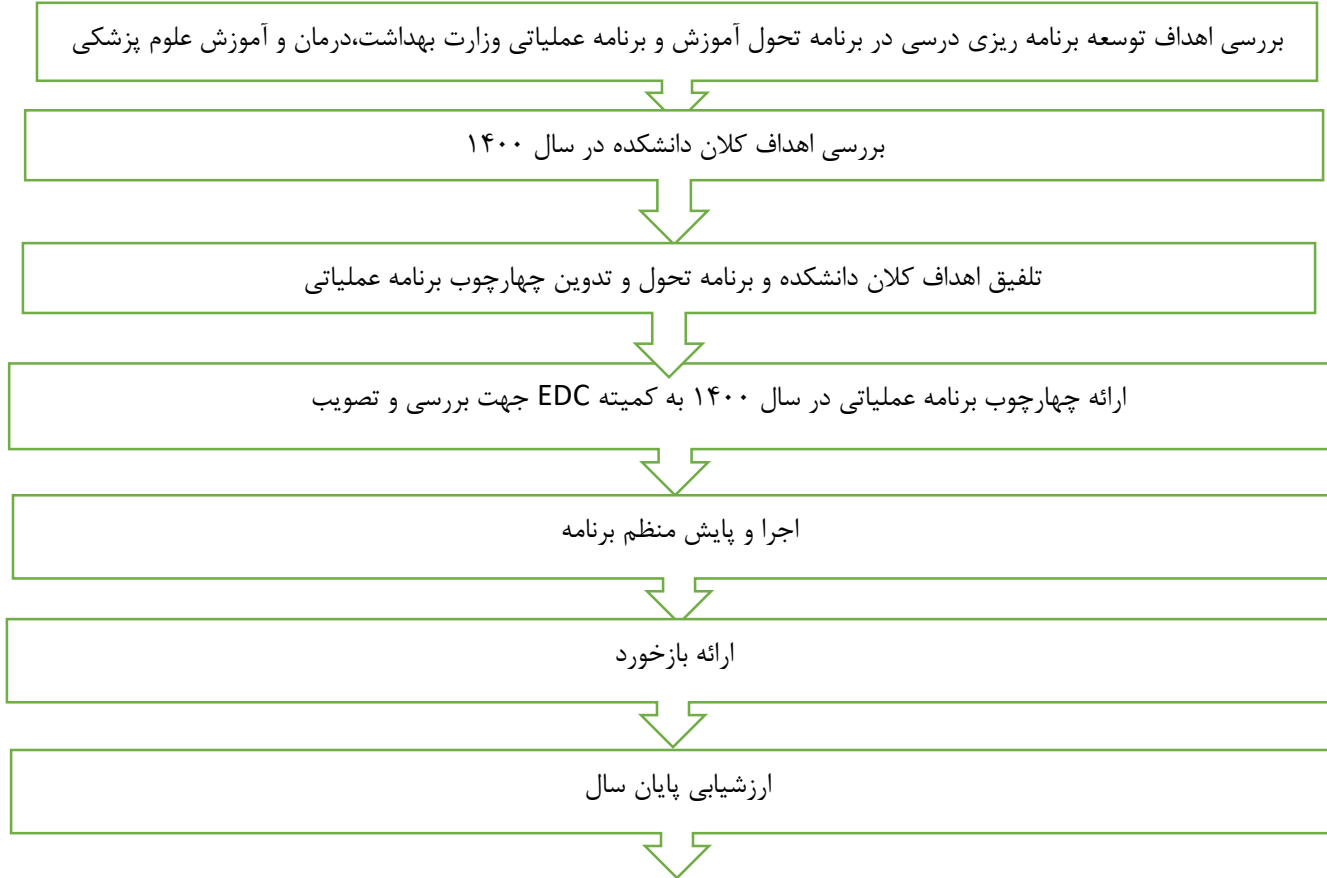 بررسی اهداف توسعه برنامه ریزی درسی در برنامه تحول آموزش و برنامه عملیاتی وزارت بهداشت،درمان و آموزش علوم پزشکی
بررسی اهداف کلان دانشکده در سال ۱۴۰۰
تلفیق اهداف کلان دانشکده و برنامه تحول و تدوین چهارچوب برنامه عملیاتی
ارائه چهارچوب برنامه عملیاتی در سال ۱۴۰۰ به کمیته EDC جهت بررسی و تصویب
اجرا و پایش منظم برنامه
ارائه بازخورد
ارزشیابی پایان سال